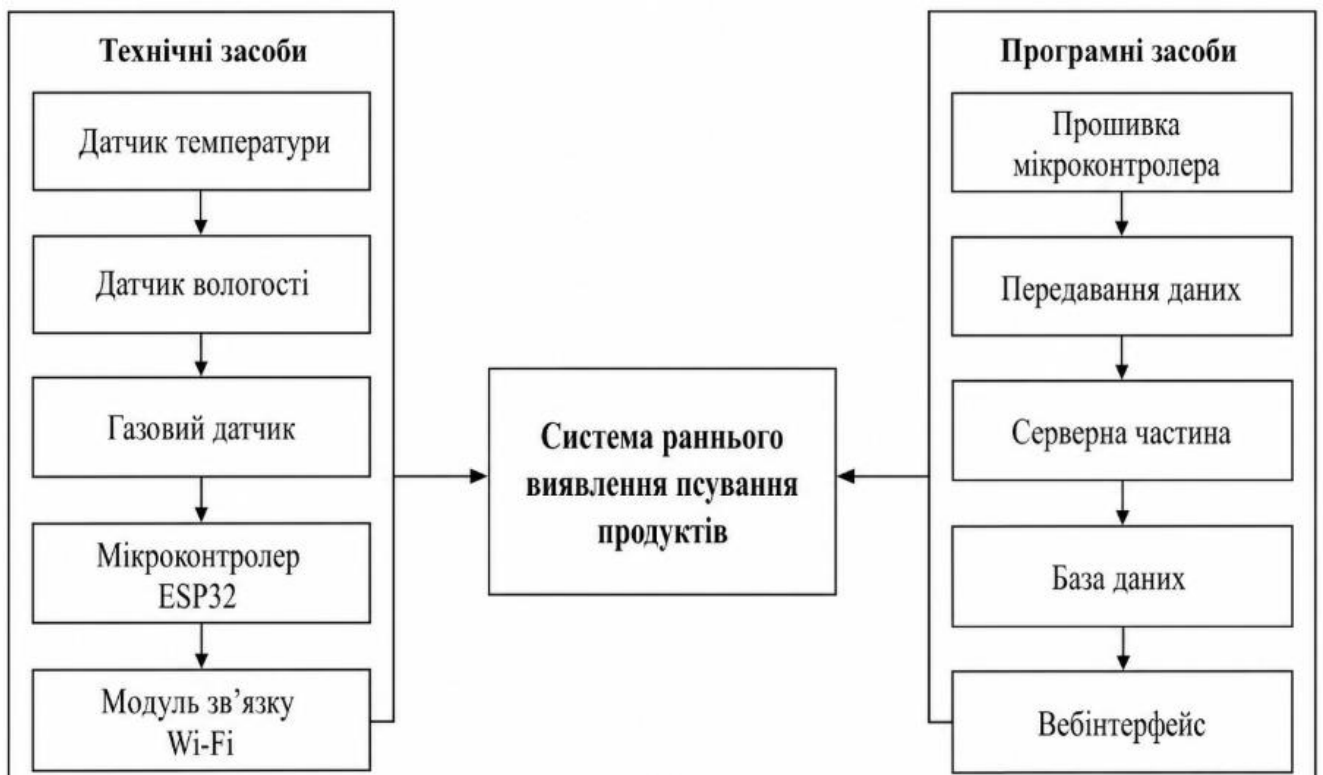 Технічні засоби
Датчик температури
Датчик вологості
Газовий датчик
Мікроконтролер
ESP32
Модуль зв’язку
Wi-Fi
Система раннього
виявлення псування
продуктів
Програмні засоби
Прошивка
мікроконтролера
Передавання даних
Серверна частина
База даних
Вебінтерфейс